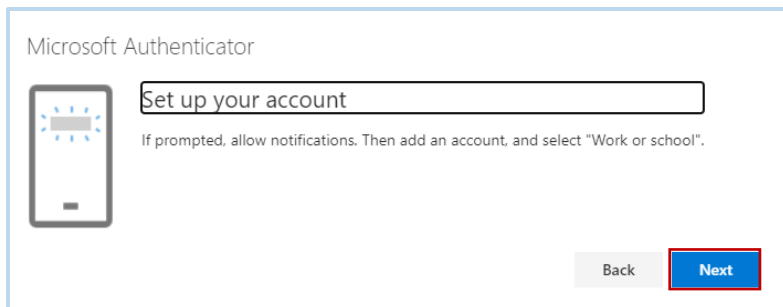 Microsoft Authenticator
Set up your account
If prompted, allow notifications. Then add an account, and select "Work or school".
Back
Next